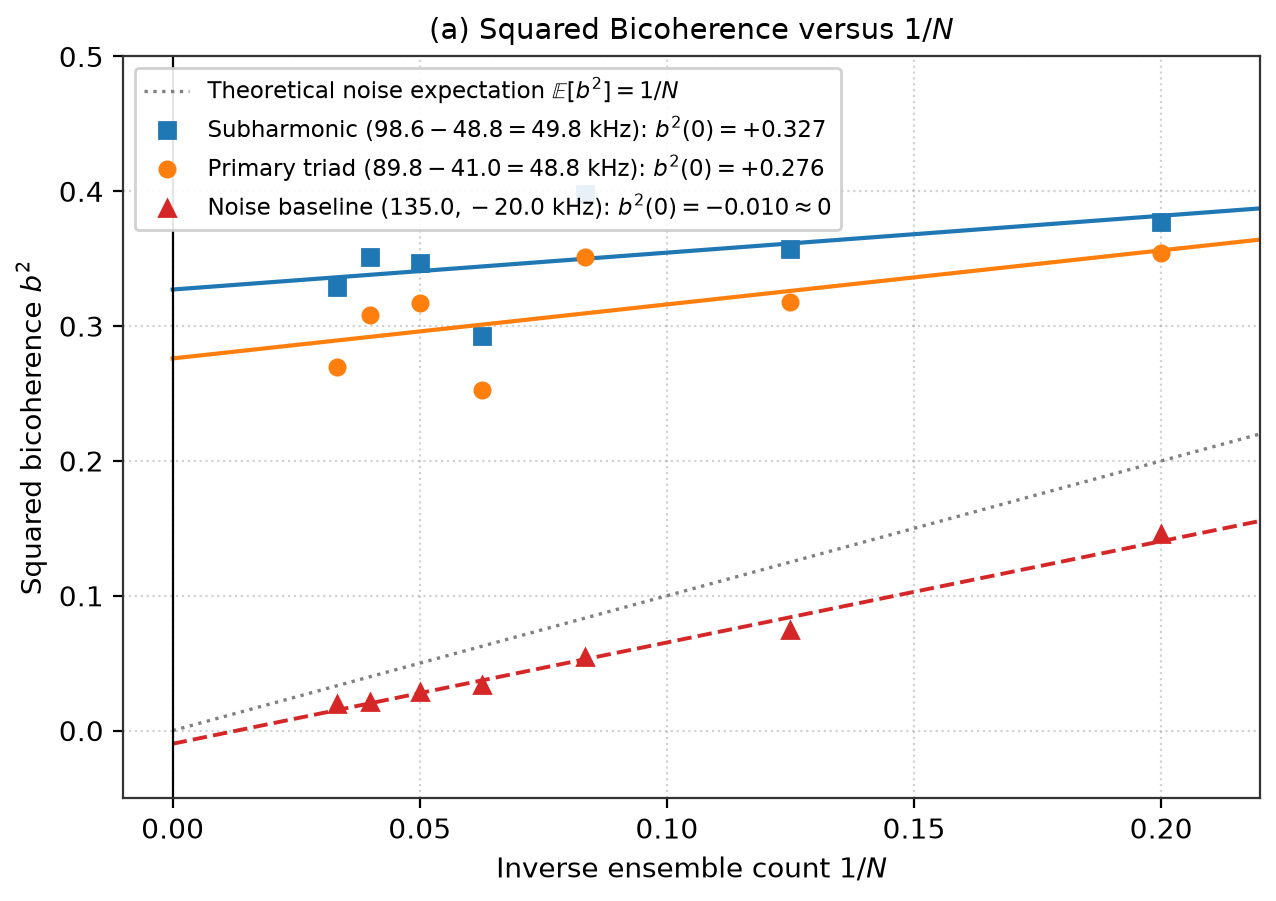 (a) Squared Bicoherence versus 1/N
Theoretical noise expectation 𝔼[b²] = 1/N
Subharmonic (98.6 − 48.8 = 49.8 kHz): b²(0) = +0.327
Primary triad (89.8 − 41.0 = 48.8 kHz): b²(0) = +0.276
Noise baseline (135.0, −20.0 kHz): b²(0) = −0.010 ≈ 0
Squared bicoherence b²
0.5
0.4
0.3
0.2
0.1
0.0
0.00 0.05 0.10 0.15 0.20
Inverse ensemble count 1/N